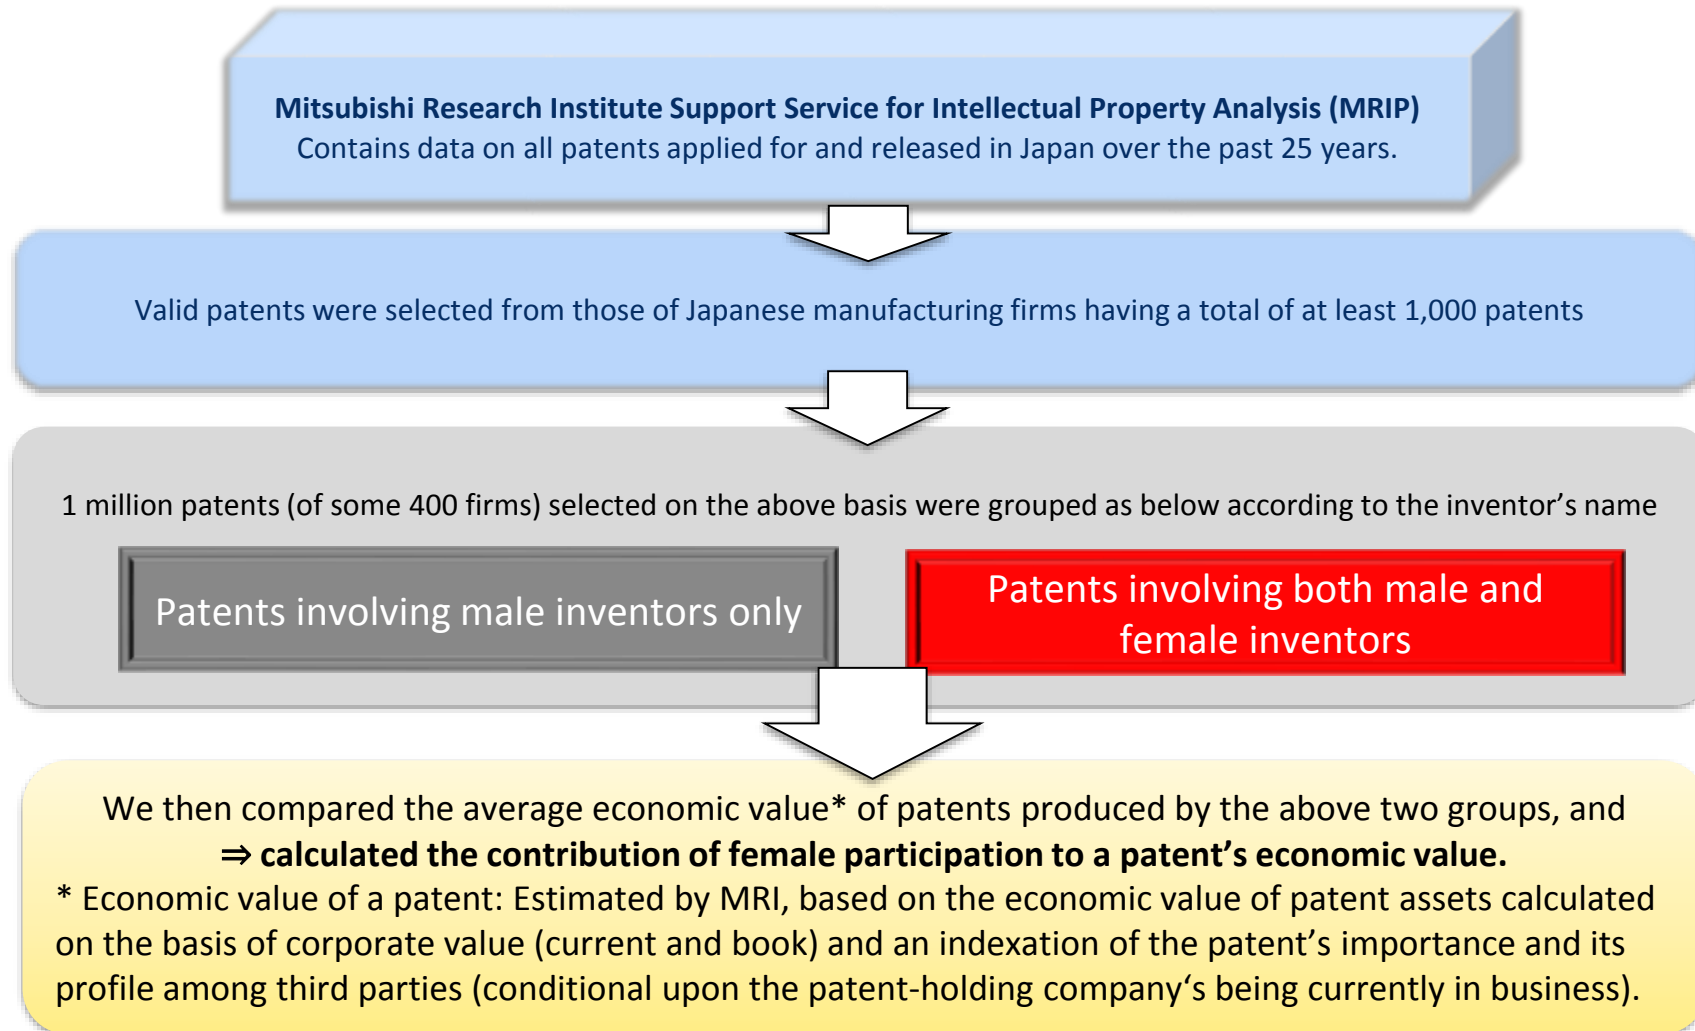 Mitsubishi Research Institute Support Service for Intellectual Property Analysis (MRIP)
Contains data on all patents applied for and released in Japan over the past 25 years.
Valid patents were selected from those of Japanese manufacturing firms having a total of at least 1,000 patents
1 million patents (of some 400 firms) selected on the above basis were grouped as below according to the inventor’s name
Patents involving male inventors only
Patents involving both male and
female inventors
We then compared the average economic value* of patents produced by the above two groups, and
⇒ calculated the contribution of female participation to a patent’s economic value.
* Economic value of a patent: Estimated by MRI, based on the economic value of patent assets calculated
on the basis of corporate value (current and book) and an indexation of the patent’s importance and its
profile among third parties (conditional upon the patent-holding company‘s being currently in business).